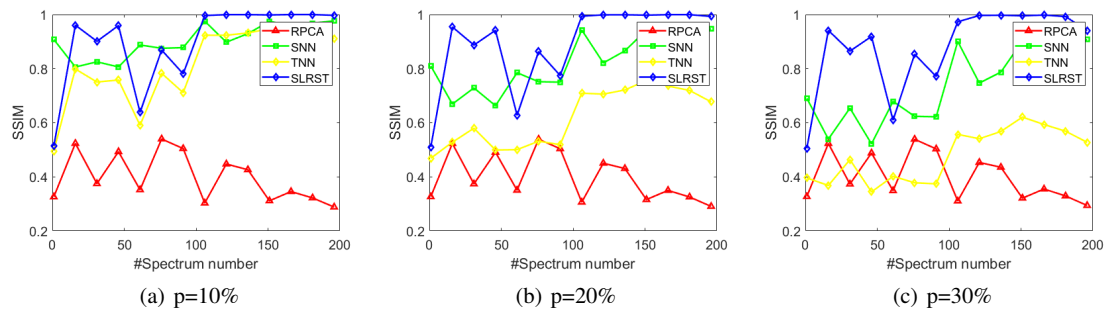 SSIM
1
0.8
0.6
0.4
0.2
0 50 100 150 200
#Spectrum number
RPCA
SNN
TNN
SLRST
(a) p=10%
SSIM
1
0.8
0.6
0.4
0.2
0 50 100 150 200
#Spectrum number
RPCA
SNN
TNN
SLRST
(b) p=20%
SSIM
1
0.8
0.6
0.4
0.2
0 50 100 150 200
#Spectrum number
RPCA
SNN
TNN
SLRST
(c) p=30%